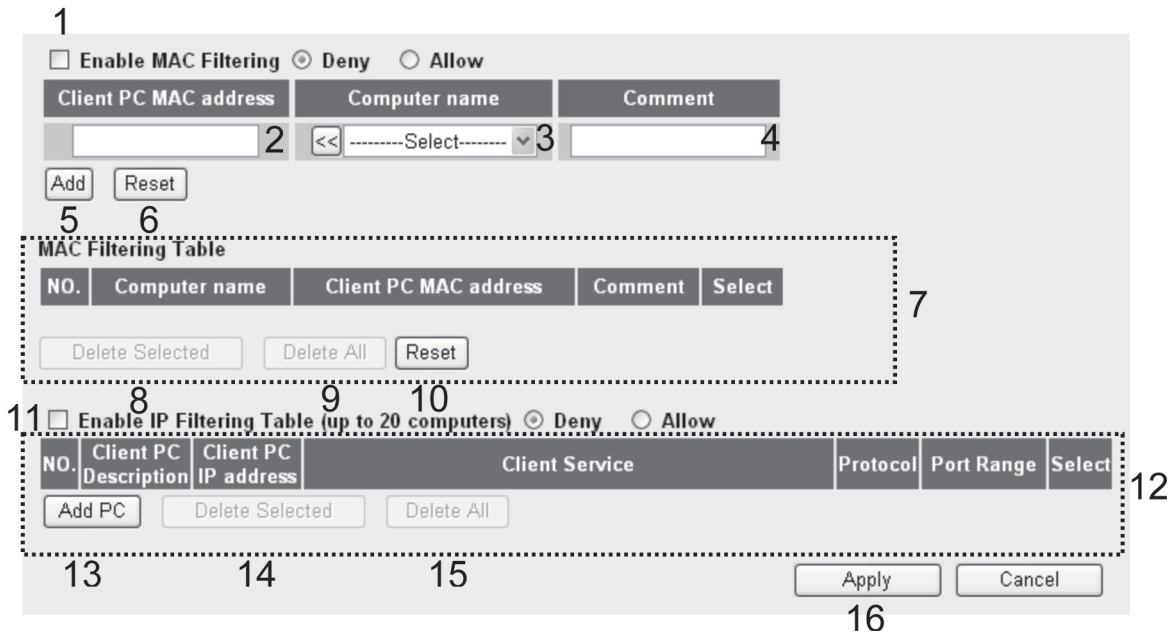 1
Enable MAC Filtering Deny Allow
Client PC MAC address Computer name Comment
2 << ---------Select-------- 3 4
Add Reset
5 6
MAC Filtering Table
NO. Computer name Client PC MAC address Comment Select
7
Delete Selected Delete All Reset
8 9 10
11 Enable IP Filtering Table (up to 20 computers) Deny Allow
NO. Client PC Description Client PC IP address Client Service Protocol Port Range Select
12
Add PC Delete Selected Delete All
13 14 15
Apply Cancel
16